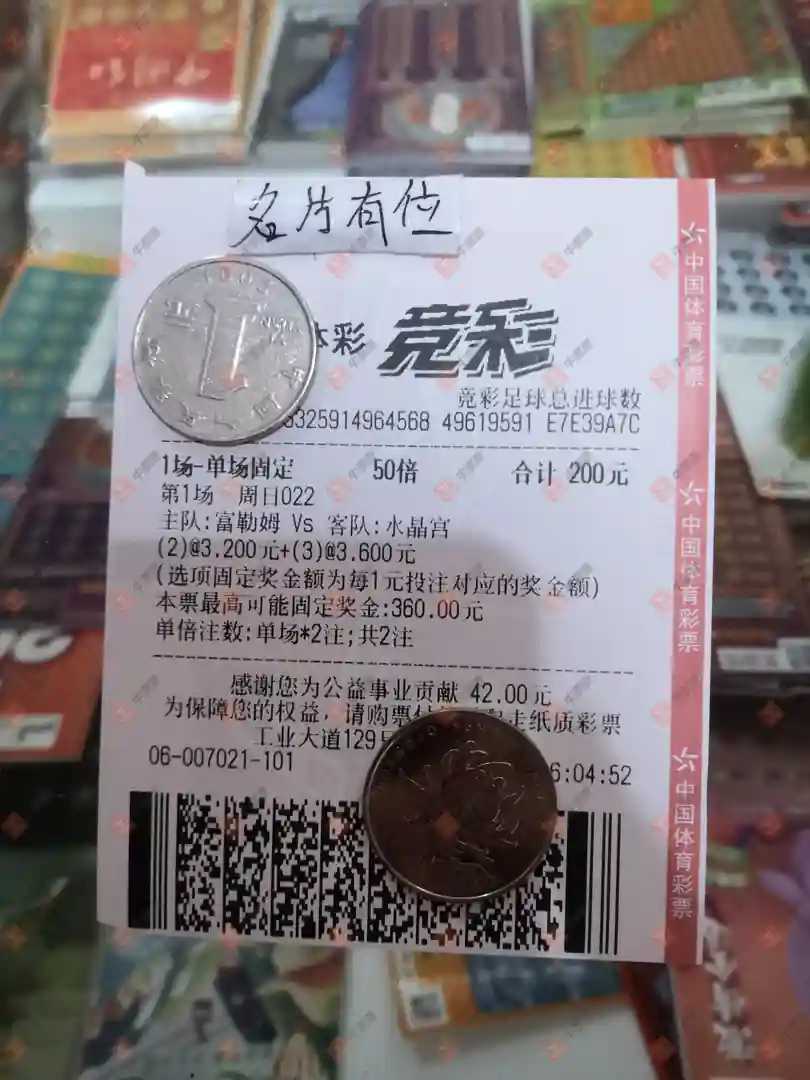 名片有位
体彩 竞彩
竞彩足球总进球数
3325914964568 49619591 E7E39A7C
1场-单场固定 50倍 合计 200元
第1场 周日022
主队:富勒姆 Vs 客队:水晶宫
(2)@3.200元+(3)@3.600元
(选项固定奖金额为每1元投注对应的奖金额)
本票最高可能固定奖金:360.00元
单倍注数:单场*2注;共2注
感谢您为公益事业贡献 42.00元
为保障您的权益,请购票 走纸质彩票
工业大道129号
06-007021-101 6:04:52
中国体育彩票
中国体育彩票
中国体育彩票